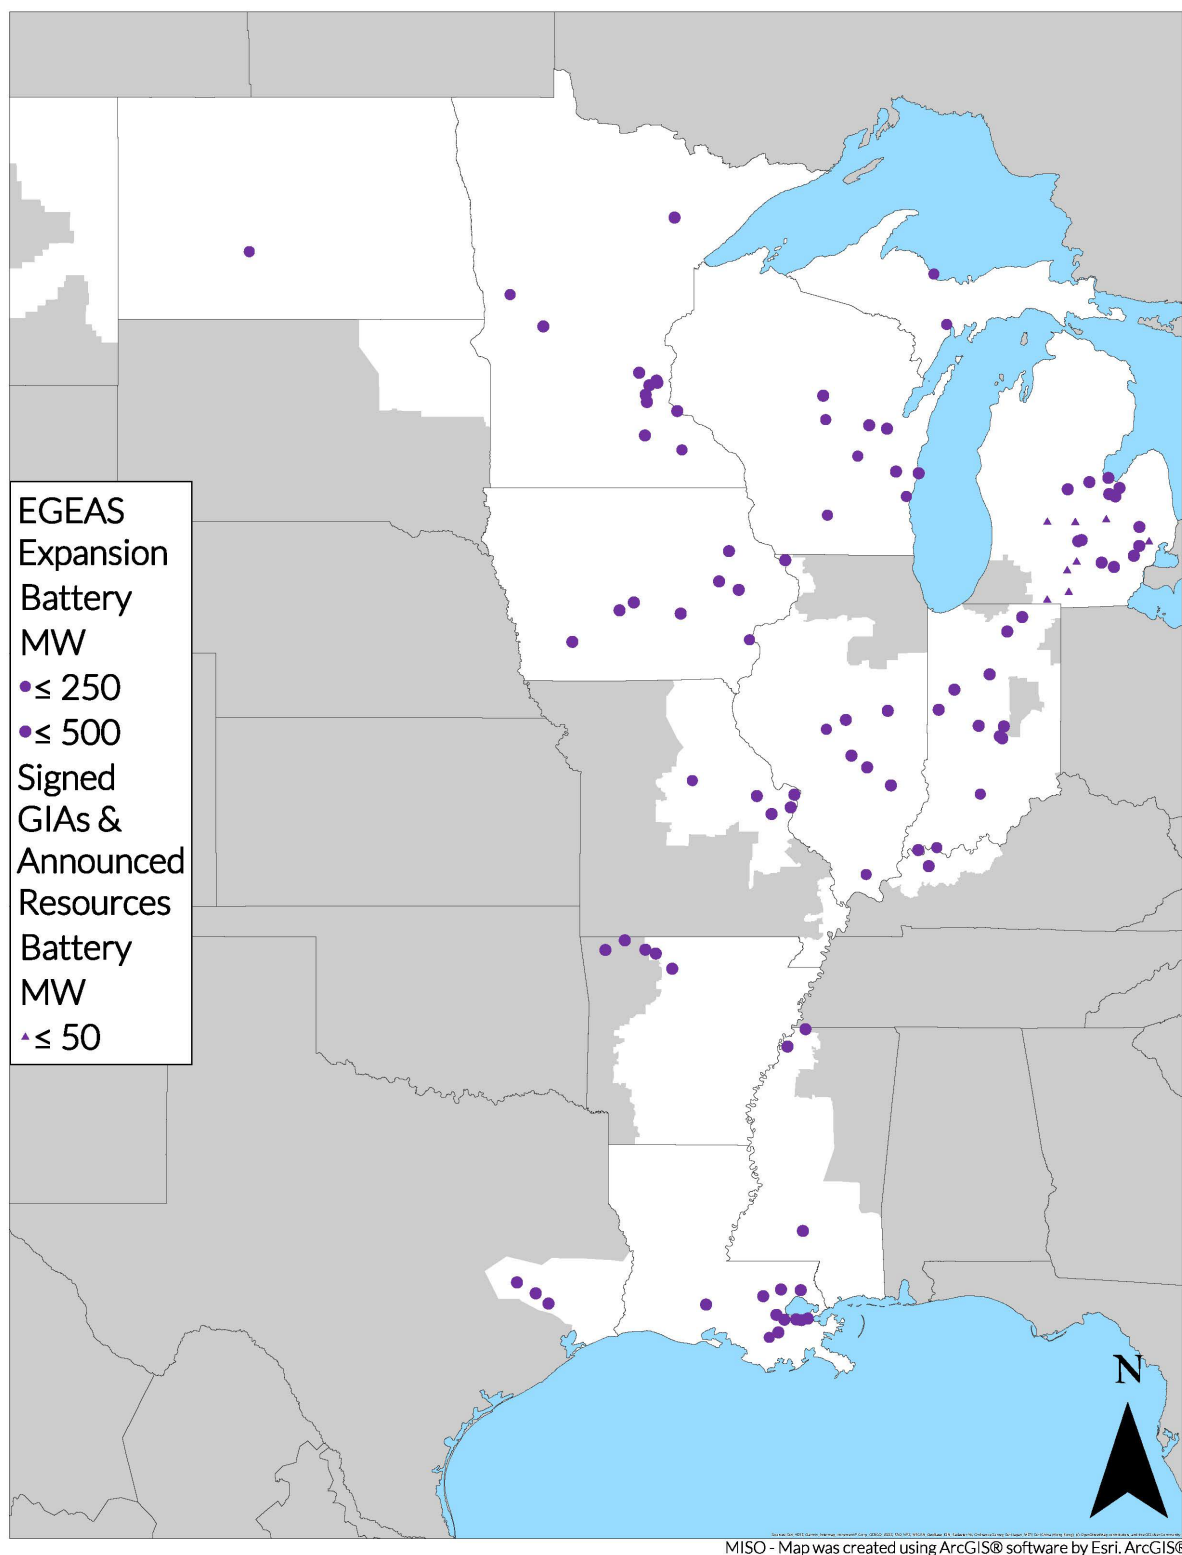 EGEAS
Expansion
Battery
MW
≤ 250
≤ 500
Signed
GIAs &
Announced
Resources
Battery
MW
≤ 50
N
MISO - Map was created using ArcGIS® software by Esri. ArcGIS®